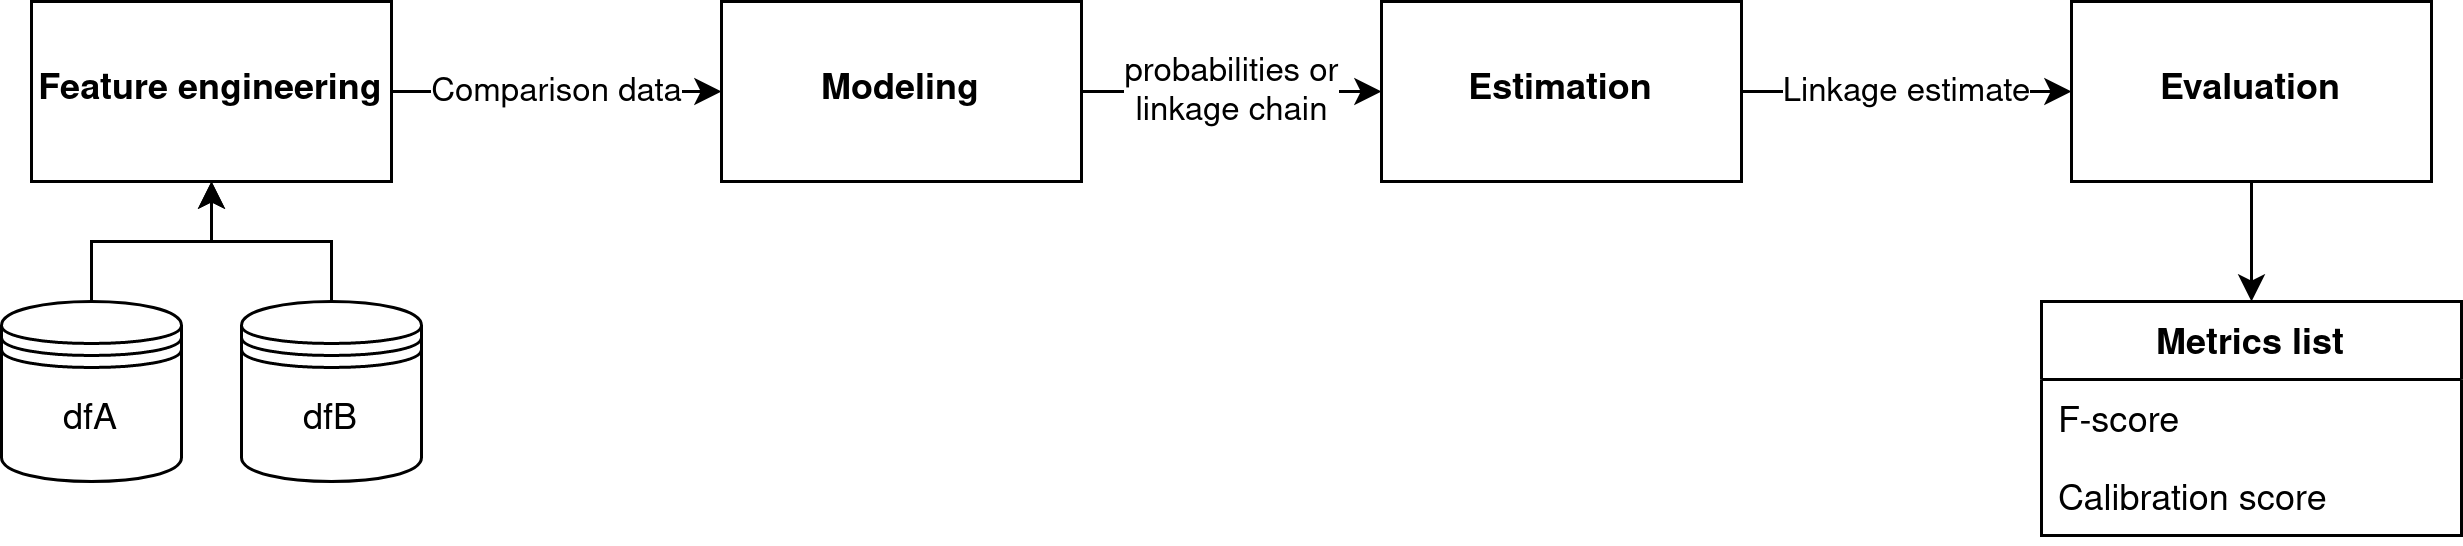 Feature engineering
Comparison data
Modeling
probabilities or
linkage chain
Estimation
Linkage estimate
Evaluation
dfA
dfB
Metrics list
F-score
Calibration score